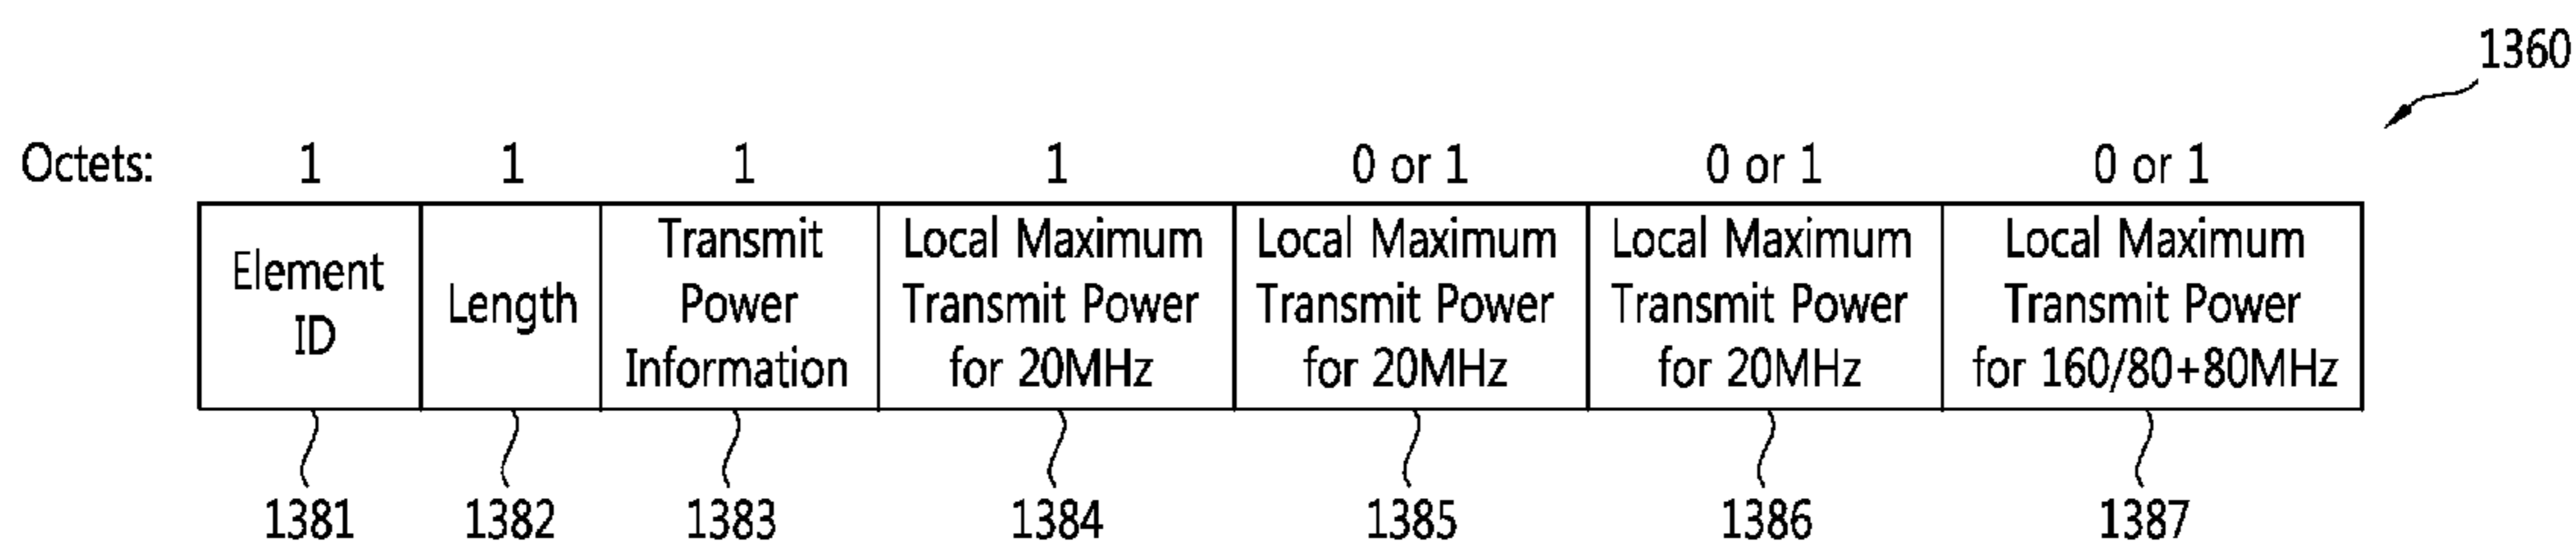 1360
Octets: 1 1 1 1 0 or 1 0 or 1 0 or 1
Element
ID
Length
Transmit
Power
Information
Local Maximum
Transmit Power
for 20MHz
Local Maximum
Transmit Power
for 20MHz
Local Maximum
Transmit Power
for 20MHz
Local Maximum
Transmit Power
for 160/80+80MHz
1381 1382 1383 1384 1385 1386 1387